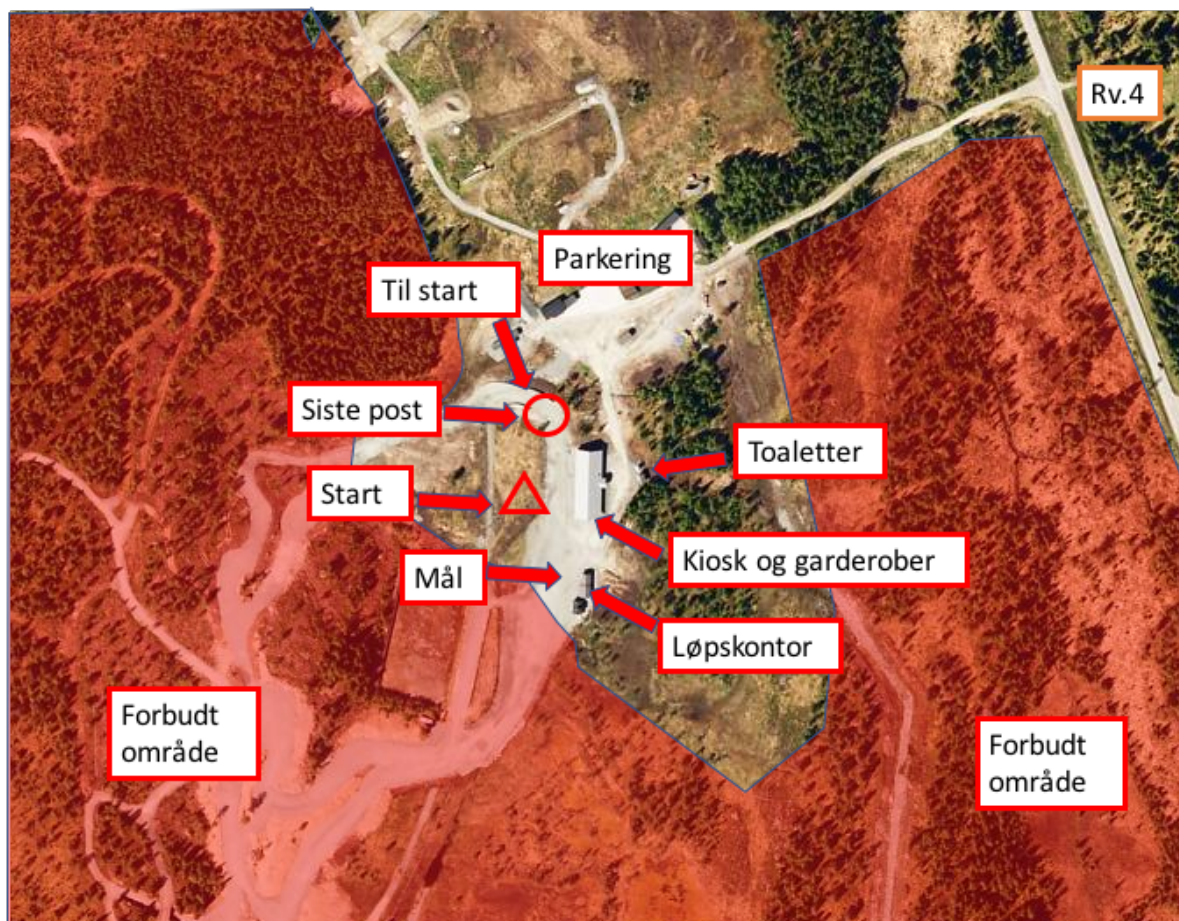 Rv.4
Parkering
Til start
Siste post
Toaletter
Start
Kiosk og garderober
Mål
Løpskontor
Forbudt
område
Forbudt
område